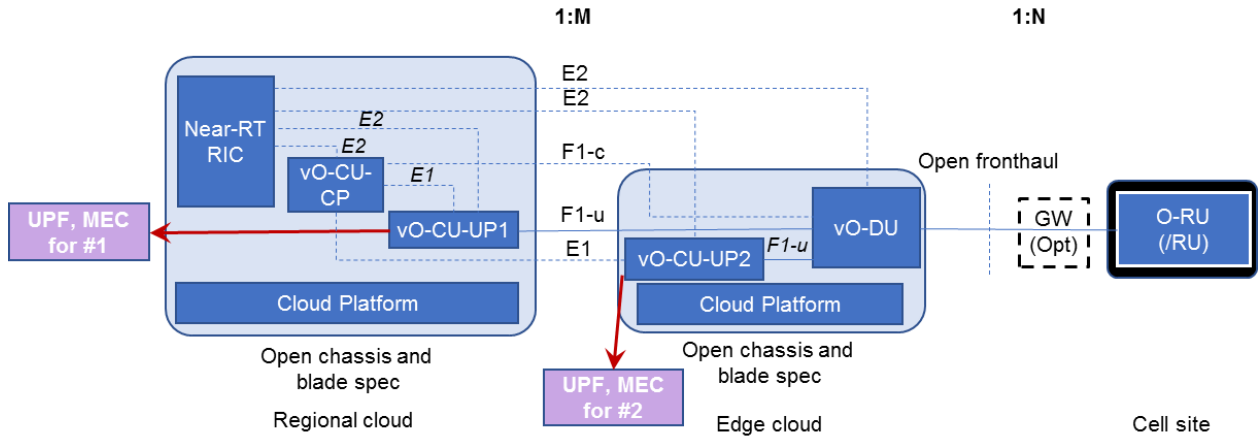 1:M
1:N
E2
E2
Near-RT
RIC
E2
E2
vO-CU-
CP
E1
F1-c
Open fronthaul
UPF, MEC
for #1
vO-CU-UP1
F1-u
vO-DU
GW
(Opt)
O-RU
(/RU)
E1
vO-CU-UP2
F1-u
Cloud Platform
Cloud Platform
Open chassis and
blade spec
Open chassis and
blade spec
UPF, MEC
for #2
Regional cloud
Edge cloud
Cell site